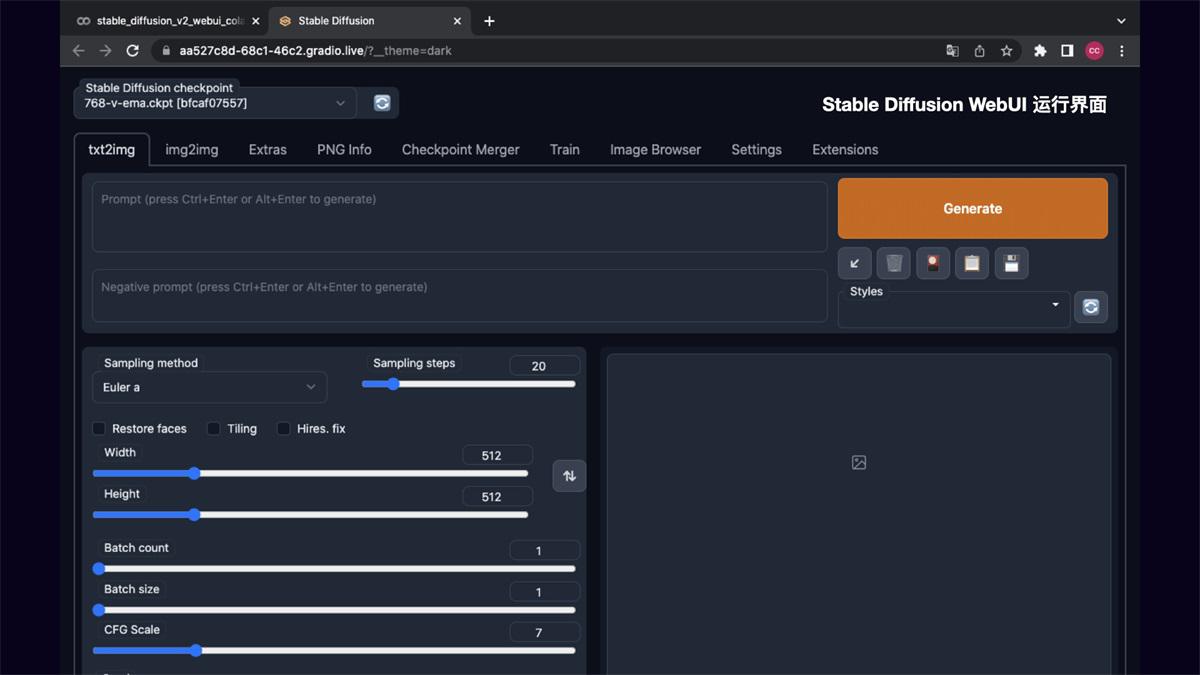 stable_diffusion_v2_webui_cola
Stable Diffusion
aa527c8d-68c1-46c2.gradio.live/?__theme=dark
CC
Stable Diffusion checkpoint
768-v-ema.ckpt [bfcaf07557]
Stable Diffusion WebUI 运行界面
txt2img
img2img
Extras
PNG Info
Checkpoint Merger
Train
Image Browser
Settings
Extensions
Prompt (press Ctrl+Enter or Alt+Enter to generate)
Generate
Negative prompt (press Ctrl+Enter or Alt+Enter to generate)
Styles
Sampling method
Euler a
Sampling steps
20
Restore faces
Tiling
Hires. fix
Width
512
Height
512
Batch count
1
Batch size
1
CFG Scale
7